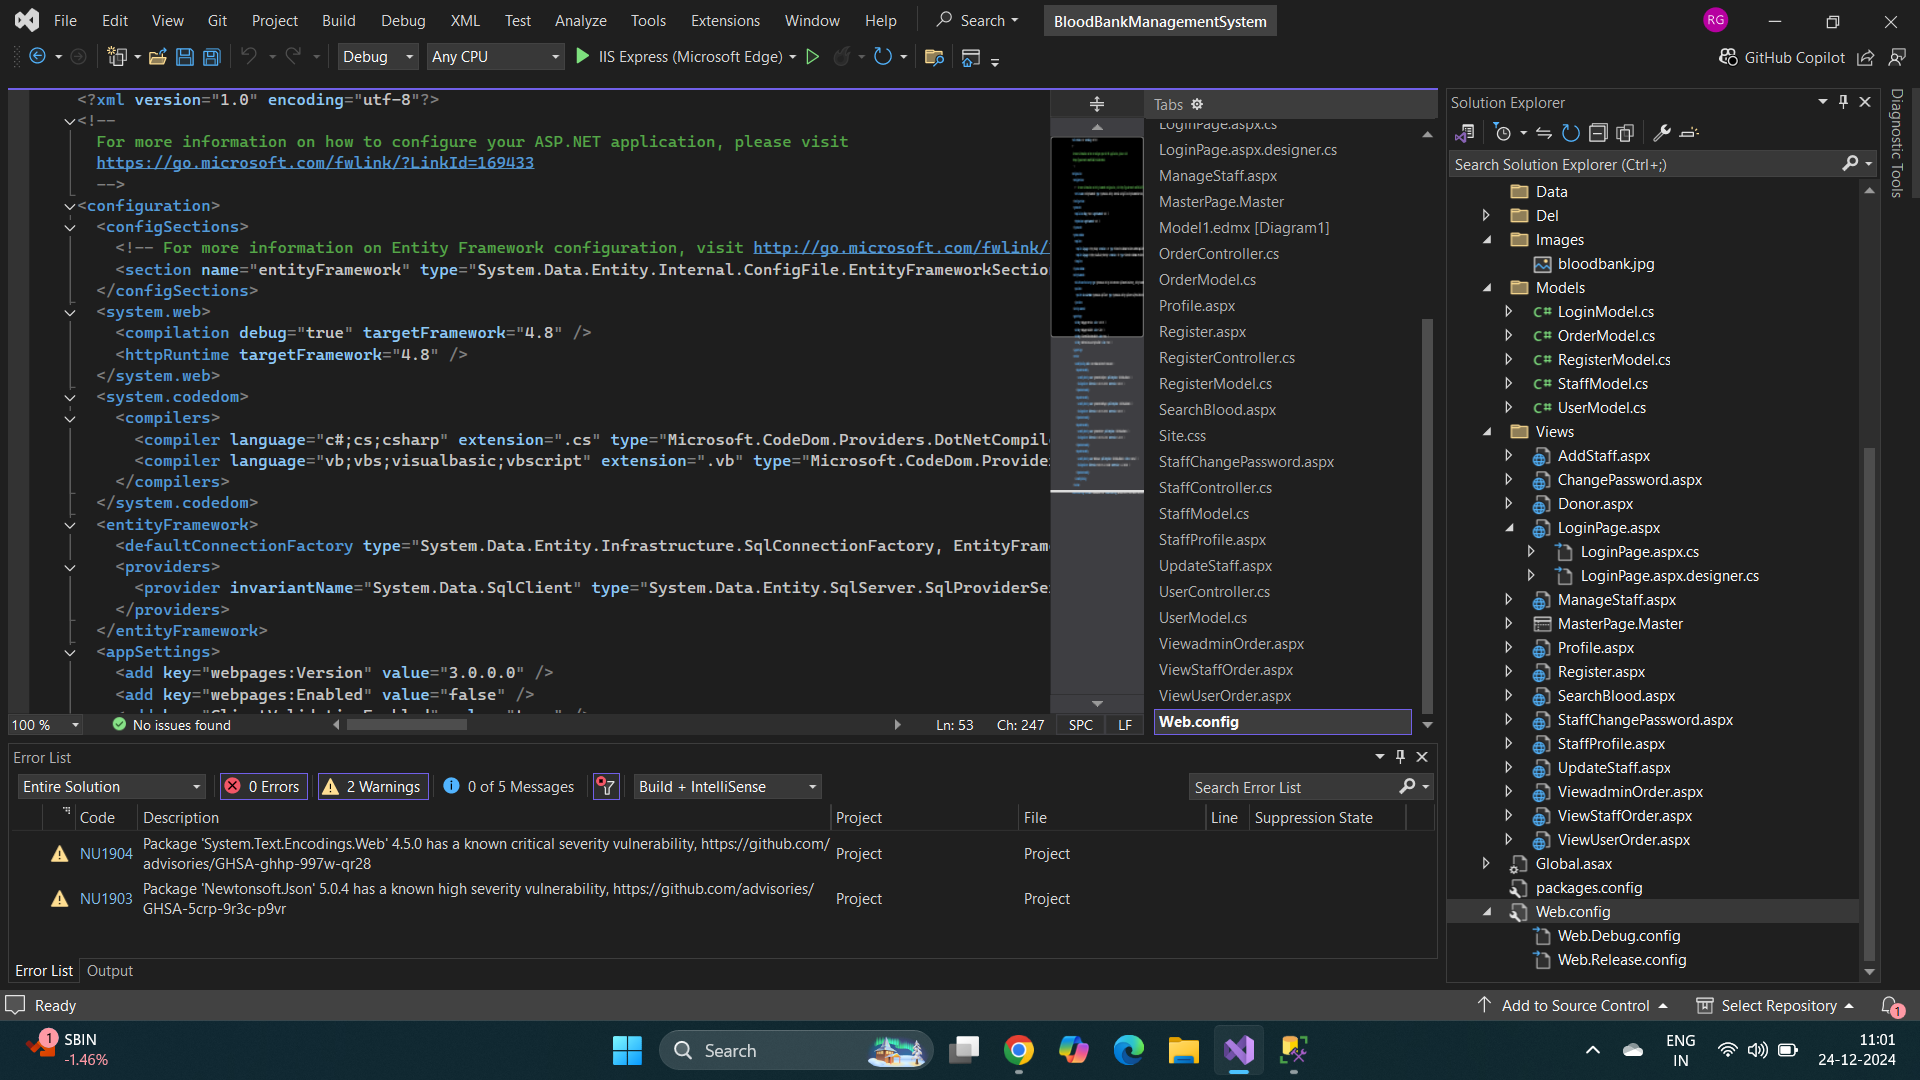 File Edit View Git Project Build Debug XML Test Analyze Tools Extensions Window Help Search BloodBankManagementSystem RG
Debug Any CPU IIS Express (Microsoft Edge) GitHub Copilot
<?xml version="1.0" encoding="utf-8"?>
<!--
For more information on how to configure your ASP.NET application, please visit
https://go.microsoft.com/fwlink/?LinkId=169433
-->
<configuration>
<configSections>
<!-- For more information on Entity Framework configuration, visit http://go.microsoft.com/fwlink/
<section name="entityFramework" type="System.Data.Entity.Internal.ConfigFile.EntityFrameworkSectio
</configSections>
<system.web>
<compilation debug="true" targetFramework="4.8" />
<httpRuntime targetFramework="4.8" />
</system.web>
<system.codedom>
<compilers>
<compiler language="c#;cs;csharp" extension=".cs" type="Microsoft.CodeDom.Providers.DotNetCompile
<compiler language="vb;vbs;visualbasic;vbscript" extension=".vb" type="Microsoft.CodeDom.Provide
</compilers>
</system.codedom>
<entityFramework>
<defaultConnectionFactory type="System.Data.Entity.Infrastructure.SqlConnectionFactory, EntityFram
<providers>
<provider invariantName="System.Data.SqlClient" type="System.Data.Entity.SqlServer.SqlProviderSe
</providers>
</entityFramework>
<appSettings>
<add key="webpages:Version" value="3.0.0.0" />
<add key="webpages:Enabled" value="false" />
100 % No issues found Ln: 53 Ch: 247 SPC LF
Tabs
LoginPage.aspx.cs
LoginPage.aspx.designer.cs
ManageStaff.aspx
MasterPage.Master
Model1.edmx [Diagram1]
OrderController.cs
OrderModel.cs
Profile.aspx
Register.aspx
RegisterController.cs
RegisterModel.cs
SearchBlood.aspx
Site.css
StaffChangePassword.aspx
StaffController.cs
StaffModel.cs
StaffProfile.aspx
UpdateStaff.aspx
UserController.cs
UserModel.cs
ViewadminOrder.aspx
ViewStaffOrder.aspx
ViewUserOrder.aspx
Web.config
Solution Explorer
Search Solution Explorer (Ctrl+;)
Data
Del
Images
bloodbank.jpg
Models
C# LoginModel.cs
C# OrderModel.cs
C# RegisterModel.cs
C# StaffModel.cs
C# UserModel.cs
Views
AddStaff.aspx
ChangePassword.aspx
Donor.aspx
LoginPage.aspx
LoginPage.aspx.cs
LoginPage.aspx.designer.cs
ManageStaff.aspx
MasterPage.Master
Profile.aspx
Register.aspx
SearchBlood.aspx
StaffChangePassword.aspx
StaffProfile.aspx
UpdateStaff.aspx
ViewadminOrder.aspx
ViewStaffOrder.aspx
ViewUserOrder.aspx
Global.asax
packages.config
Web.config
Web.Debug.config
Web.Release.config
Diagnostic Tools
Error List
Entire Solution 0 Errors 2 Warnings 0 of 5 Messages Build + IntelliSense Search Error List
Code Description Project File Line Suppression State
NU1904 Package 'System.Text.Encodings.Web' 4.5.0 has a known critical severity vulnerability, https://github.com/ Project Project
advisories/GHSA-ghhp-997w-qr28
NU1903 Package 'Newtonsoft.Json' 5.0.4 has a known high severity vulnerability, https://github.com/advisories/ Project Project
GHSA-5crp-9r3c-p9vr
Error List Output
Ready Add to Source Control Select Repository 1
1 SBIN
-1.46%
Search
ENG
IN
11:01
24-12-2024